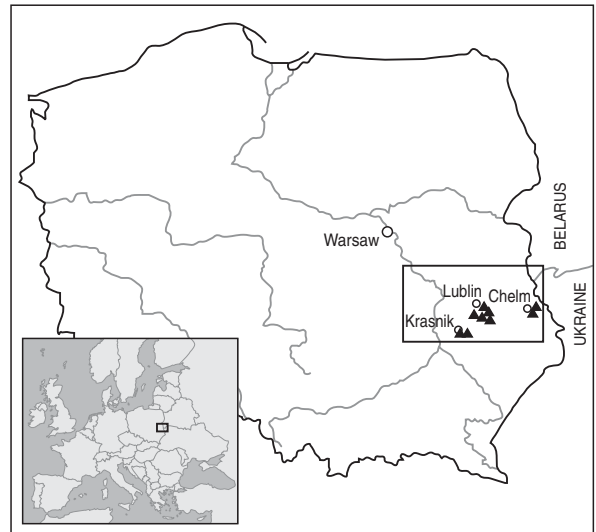 BELARUS
Warsaw
UKRAINE
Lublin
Chelm
Krasnik